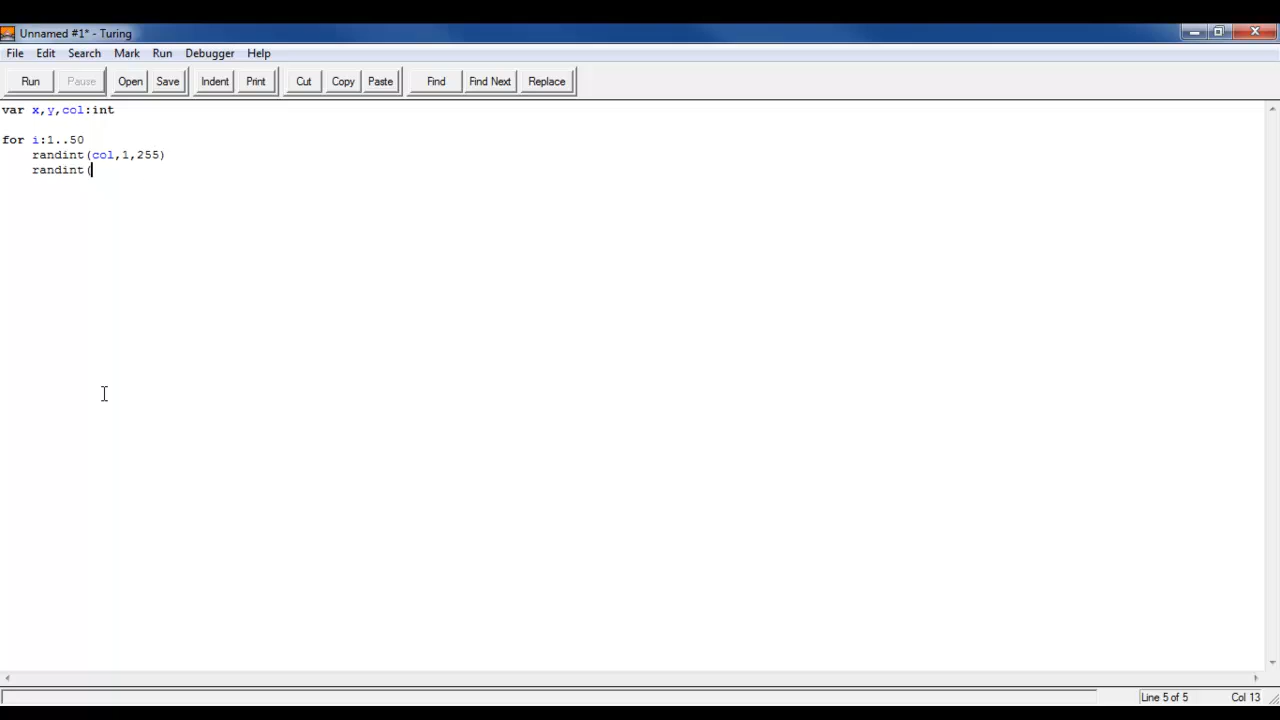 Unnamed #1* - Turing
File Edit Search Mark Run Debugger Help
Run Pause Open Save Indent Print Cut Copy Paste Find Find Next Replace
var x,y,col:int
for i:1..50
randint(col,1,255)
randint(
Line 5 of 5 Col 13